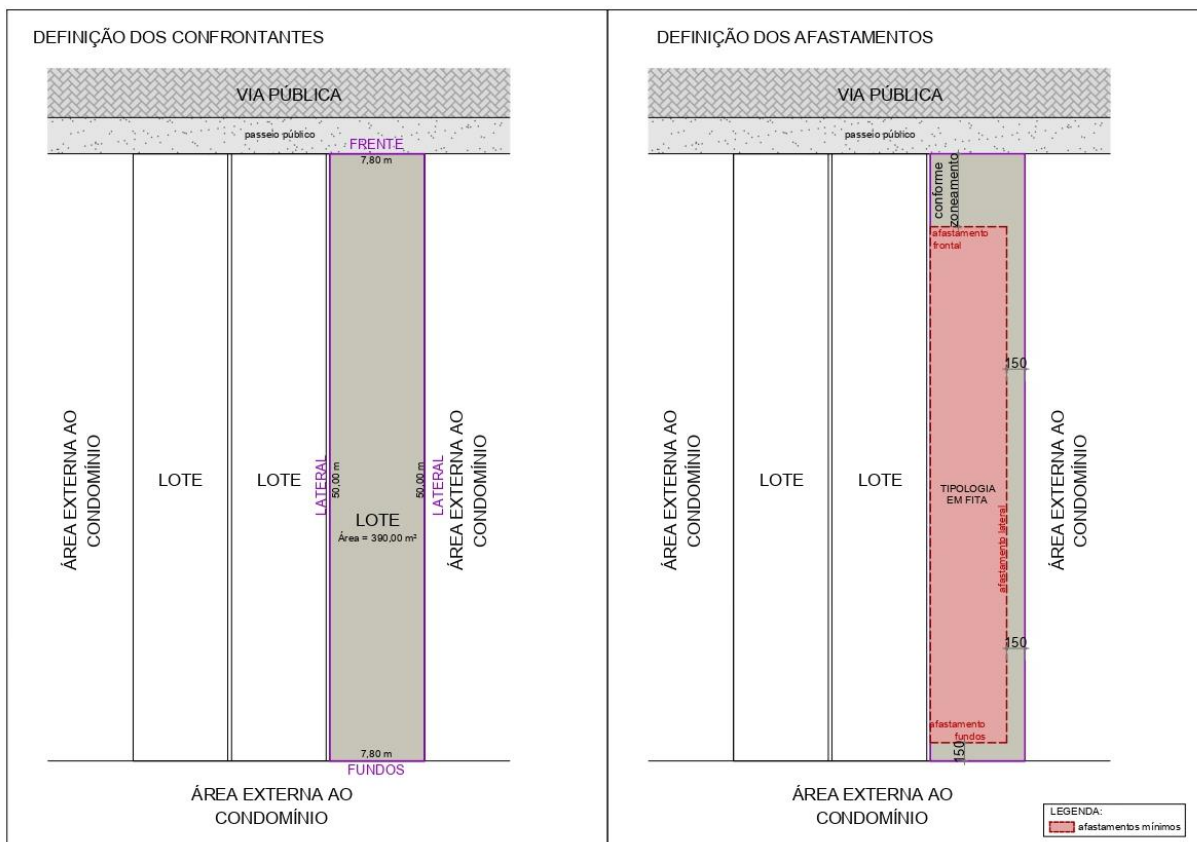 DEFINIÇÃO DOS CONFRONTANTES
VIA PÚBLICA
passeio público
FRENTE
7,80 m
ÁREA EXTERNA AO
CONDOMÍNIO
LOTE
LOTE
LATERAL
50,00 m
LOTE
Área = 390,00 m²
50,00 m
LATERAL
ÁREA EXTERNA AO
CONDOMÍNIO
7,80 m
FUNDOS
ÁREA EXTERNA AO
CONDOMÍNIO
DEFINIÇÃO DOS AFASTAMENTOS
VIA PÚBLICA
passeio público
conforme
zoneamento
afastamento
frontal
150
ÁREA EXTERNA AO
CONDOMÍNIO
LOTE
LOTE
TIPOLOGIA
EM FITA
afastamento lateral
ÁREA EXTERNA AO
CONDOMÍNIO
150
afastamento
fundos
150
ÁREA EXTERNA AO
CONDOMÍNIO
LEGENDA:
afastamentos mínimos